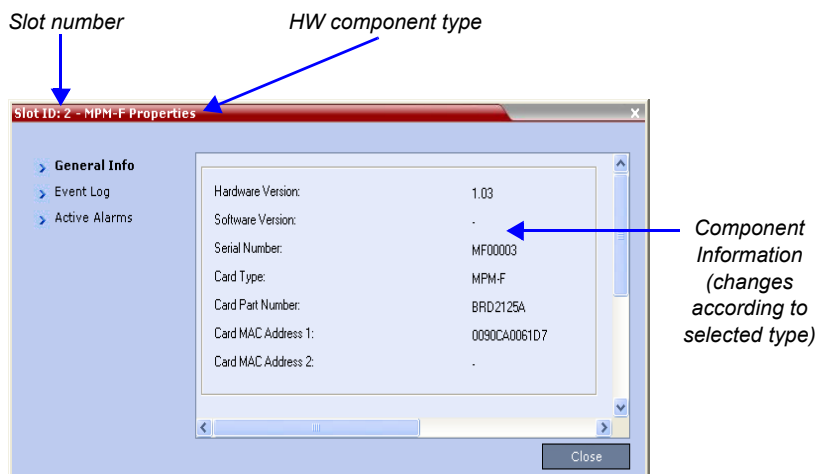 Slot number
HW component type
Slot ID: 2 - MPM-F Properties
x
General Info
Event Log
Active Alarms
Hardware Version: 1.03
Software Version: -
Serial Number: MF00003
Card Type: MPM-F
Card Part Number: BRD2125A
Card MAC Address 1: 0090CA0061D7
Card MAC Address 2: -
Component
Information
(changes
according to
selected type)
Close